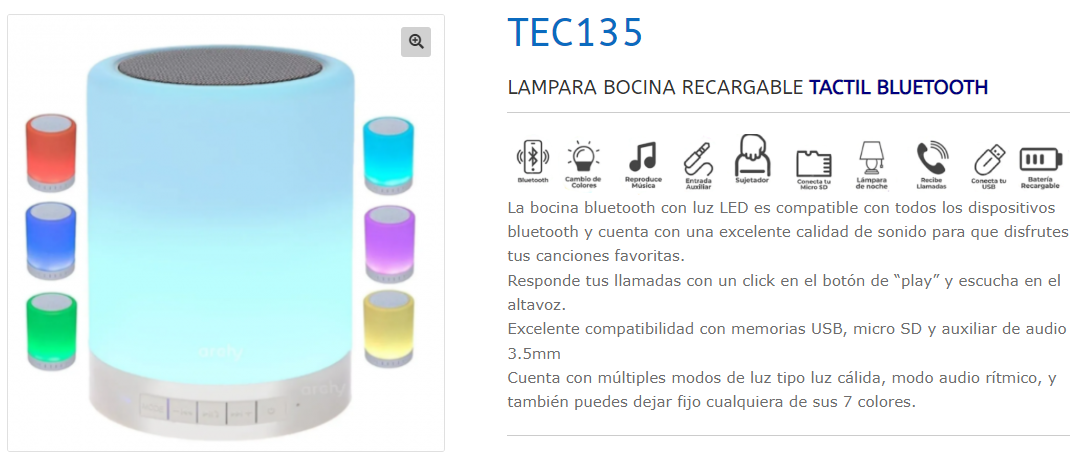 TEC135
LAMPARA BOCINA RECARGABLE TACTIL BLUETOOTH
Bluetooth
Cambio de Colores
Reproduce Música
Entrada Auxiliar
Sujetador
Conecta tu Micro SD
Lámpara de noche
Recibe Llamadas
Conecta tu USB
Batería Recargable
La bocina bluetooth con luz LED es compatible con todos los dispositivos
bluetooth y cuenta con una excelente calidad de sonido para que disfrutes
tus canciones favoritas.
Responde tus llamadas con un click en el botón de “play” y escucha en el
altavoz.
Excelente compatibilidad con memorias USB, micro SD y auxiliar de audio
3.5mm
Cuenta con múltiples modos de luz tipo luz cálida, modo audio rítmico, y
también puedes dejar fijo cualquiera de sus 7 colores.